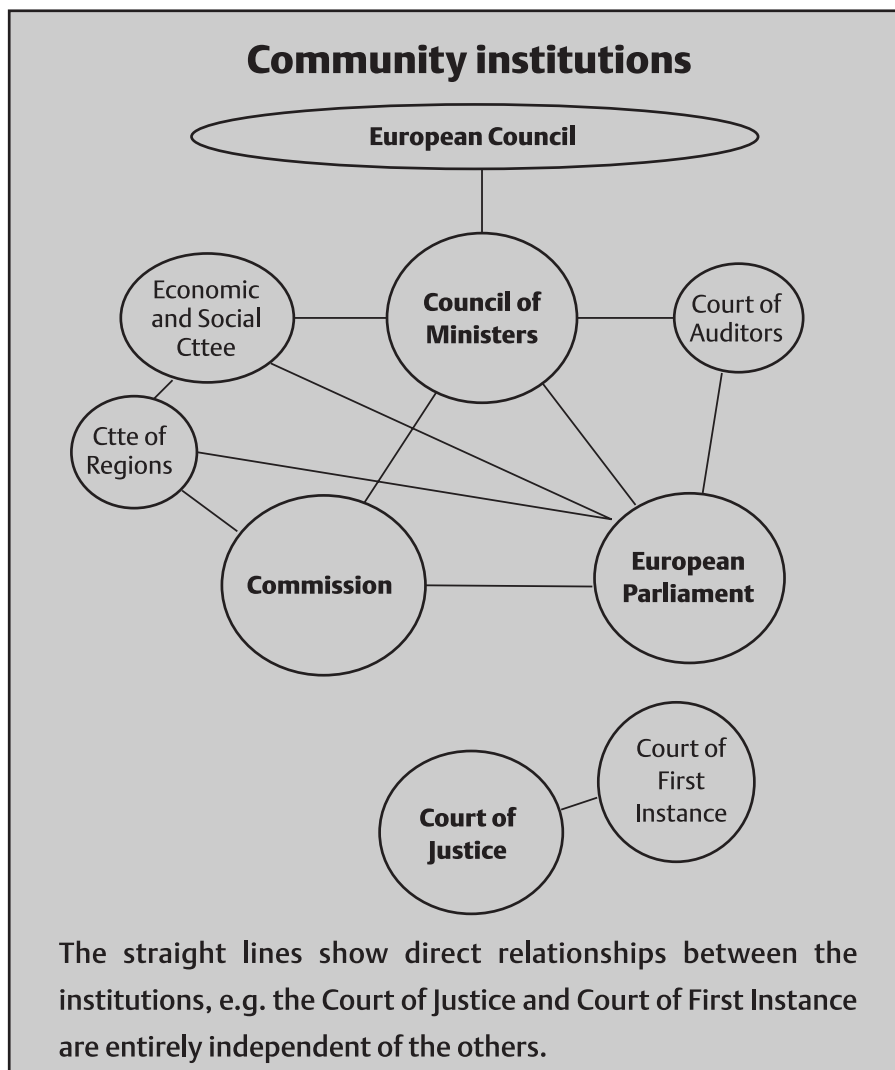 Community institutions
European Council
Economic
and Social
Cttee
Council of
Ministers
Court of
Auditors
Ctte of
Regions
Commission
European
Parliament
Court of
First
Instance
Court of
Justice
The straight lines show direct relationships between the
institutions, e.g. the Court of Justice and Court of First Instance
are entirely independent of the others.